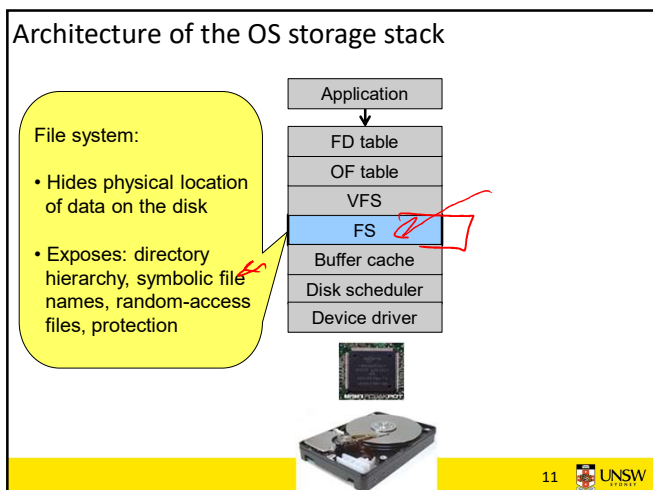 Architecture of the OS storage stack
File system:
• Hides physical location
of data on the disk
• Exposes: directory
hierarchy, symbolic file
names, random-access
files, protection
Application
FD table
OF table
VFS
FS
Buffer cache
Disk scheduler
Device driver
11
UNSW
SYDNEY